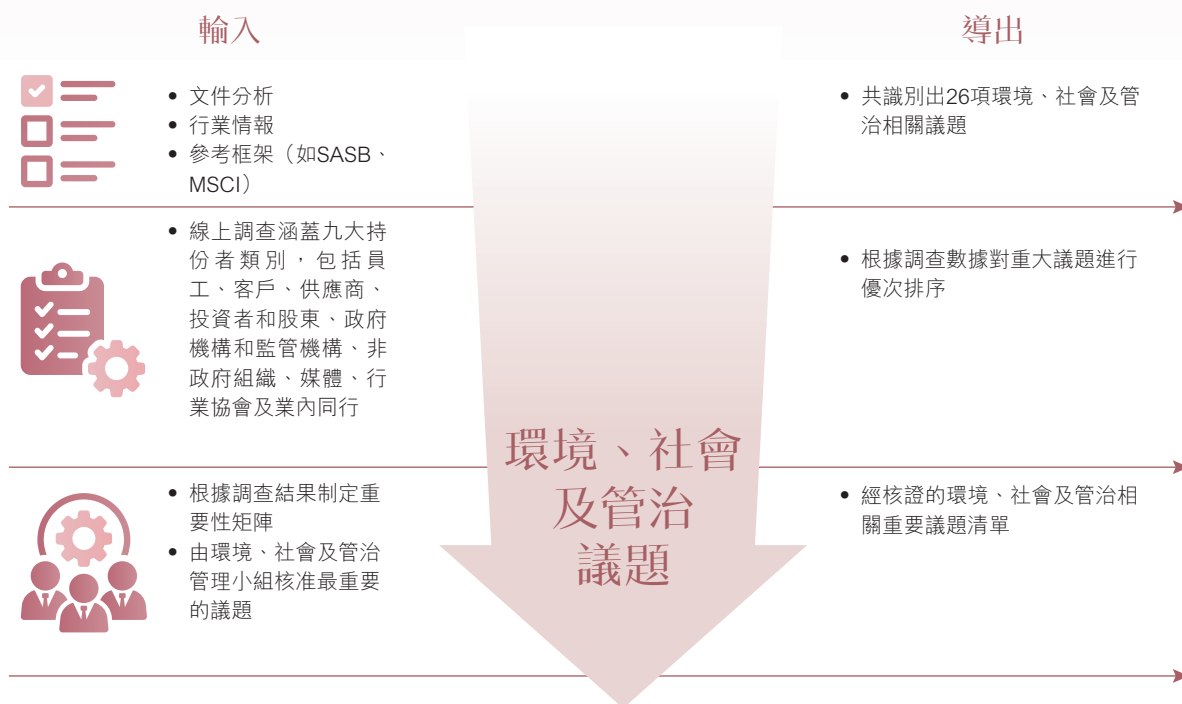 輸入
導出
• 文件分析
• 行業情報
• 參考框架（如SASB、
MSCI）
• 共識別出26項環境、社會及管
治相關議題
• 線上調查涵蓋九大持
份者類別，包括員
工、客戶、供應商、
投資者和股東、政府
機構和監管機構、非
政府組織、媒體、行
業協會及業內同行
• 根據調查數據對重大議題進行
優次排序
• 根據調查結果制定重
要性矩陣
• 由環境、社會及管治
管理小組核准最重要
的議題
環境、社會
及管治
議題
• 經核證的環境、社會及管治相
關重要議題清單